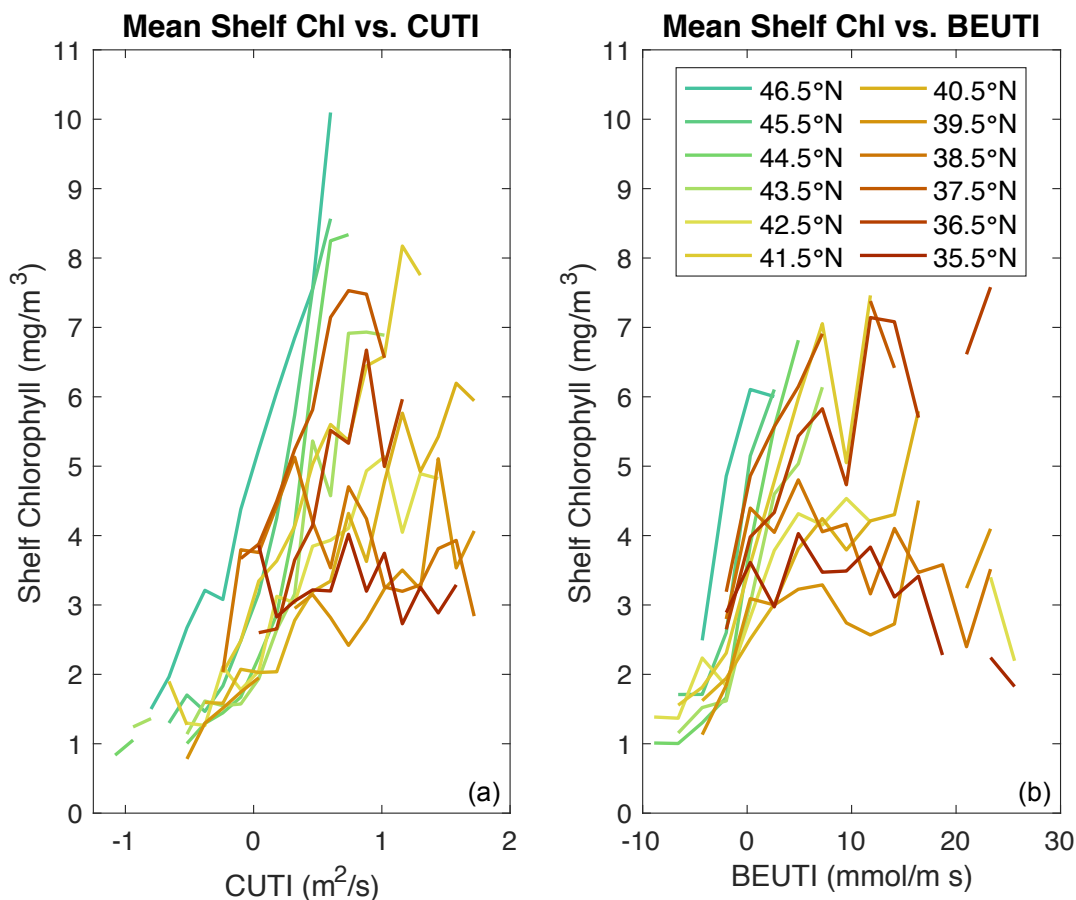 Mean Shelf Chl vs. CUTI
11
10
9
8
7
6
5
4
3
2
1
0
Shelf Chlorophyll (mg/m³)
-1
0
1
2
CUTI (m²/s)
(a)
Mean Shelf Chl vs. BEUTI
46.5°N
45.5°N
44.5°N
43.5°N
42.5°N
41.5°N
40.5°N
39.5°N
38.5°N
37.5°N
36.5°N
35.5°N
11
10
9
8
7
6
5
4
3
2
1
0
Shelf Chlorophyll (mg/m³)
-10
0
10
20
30
BEUTI (mmol/m s)
(b)